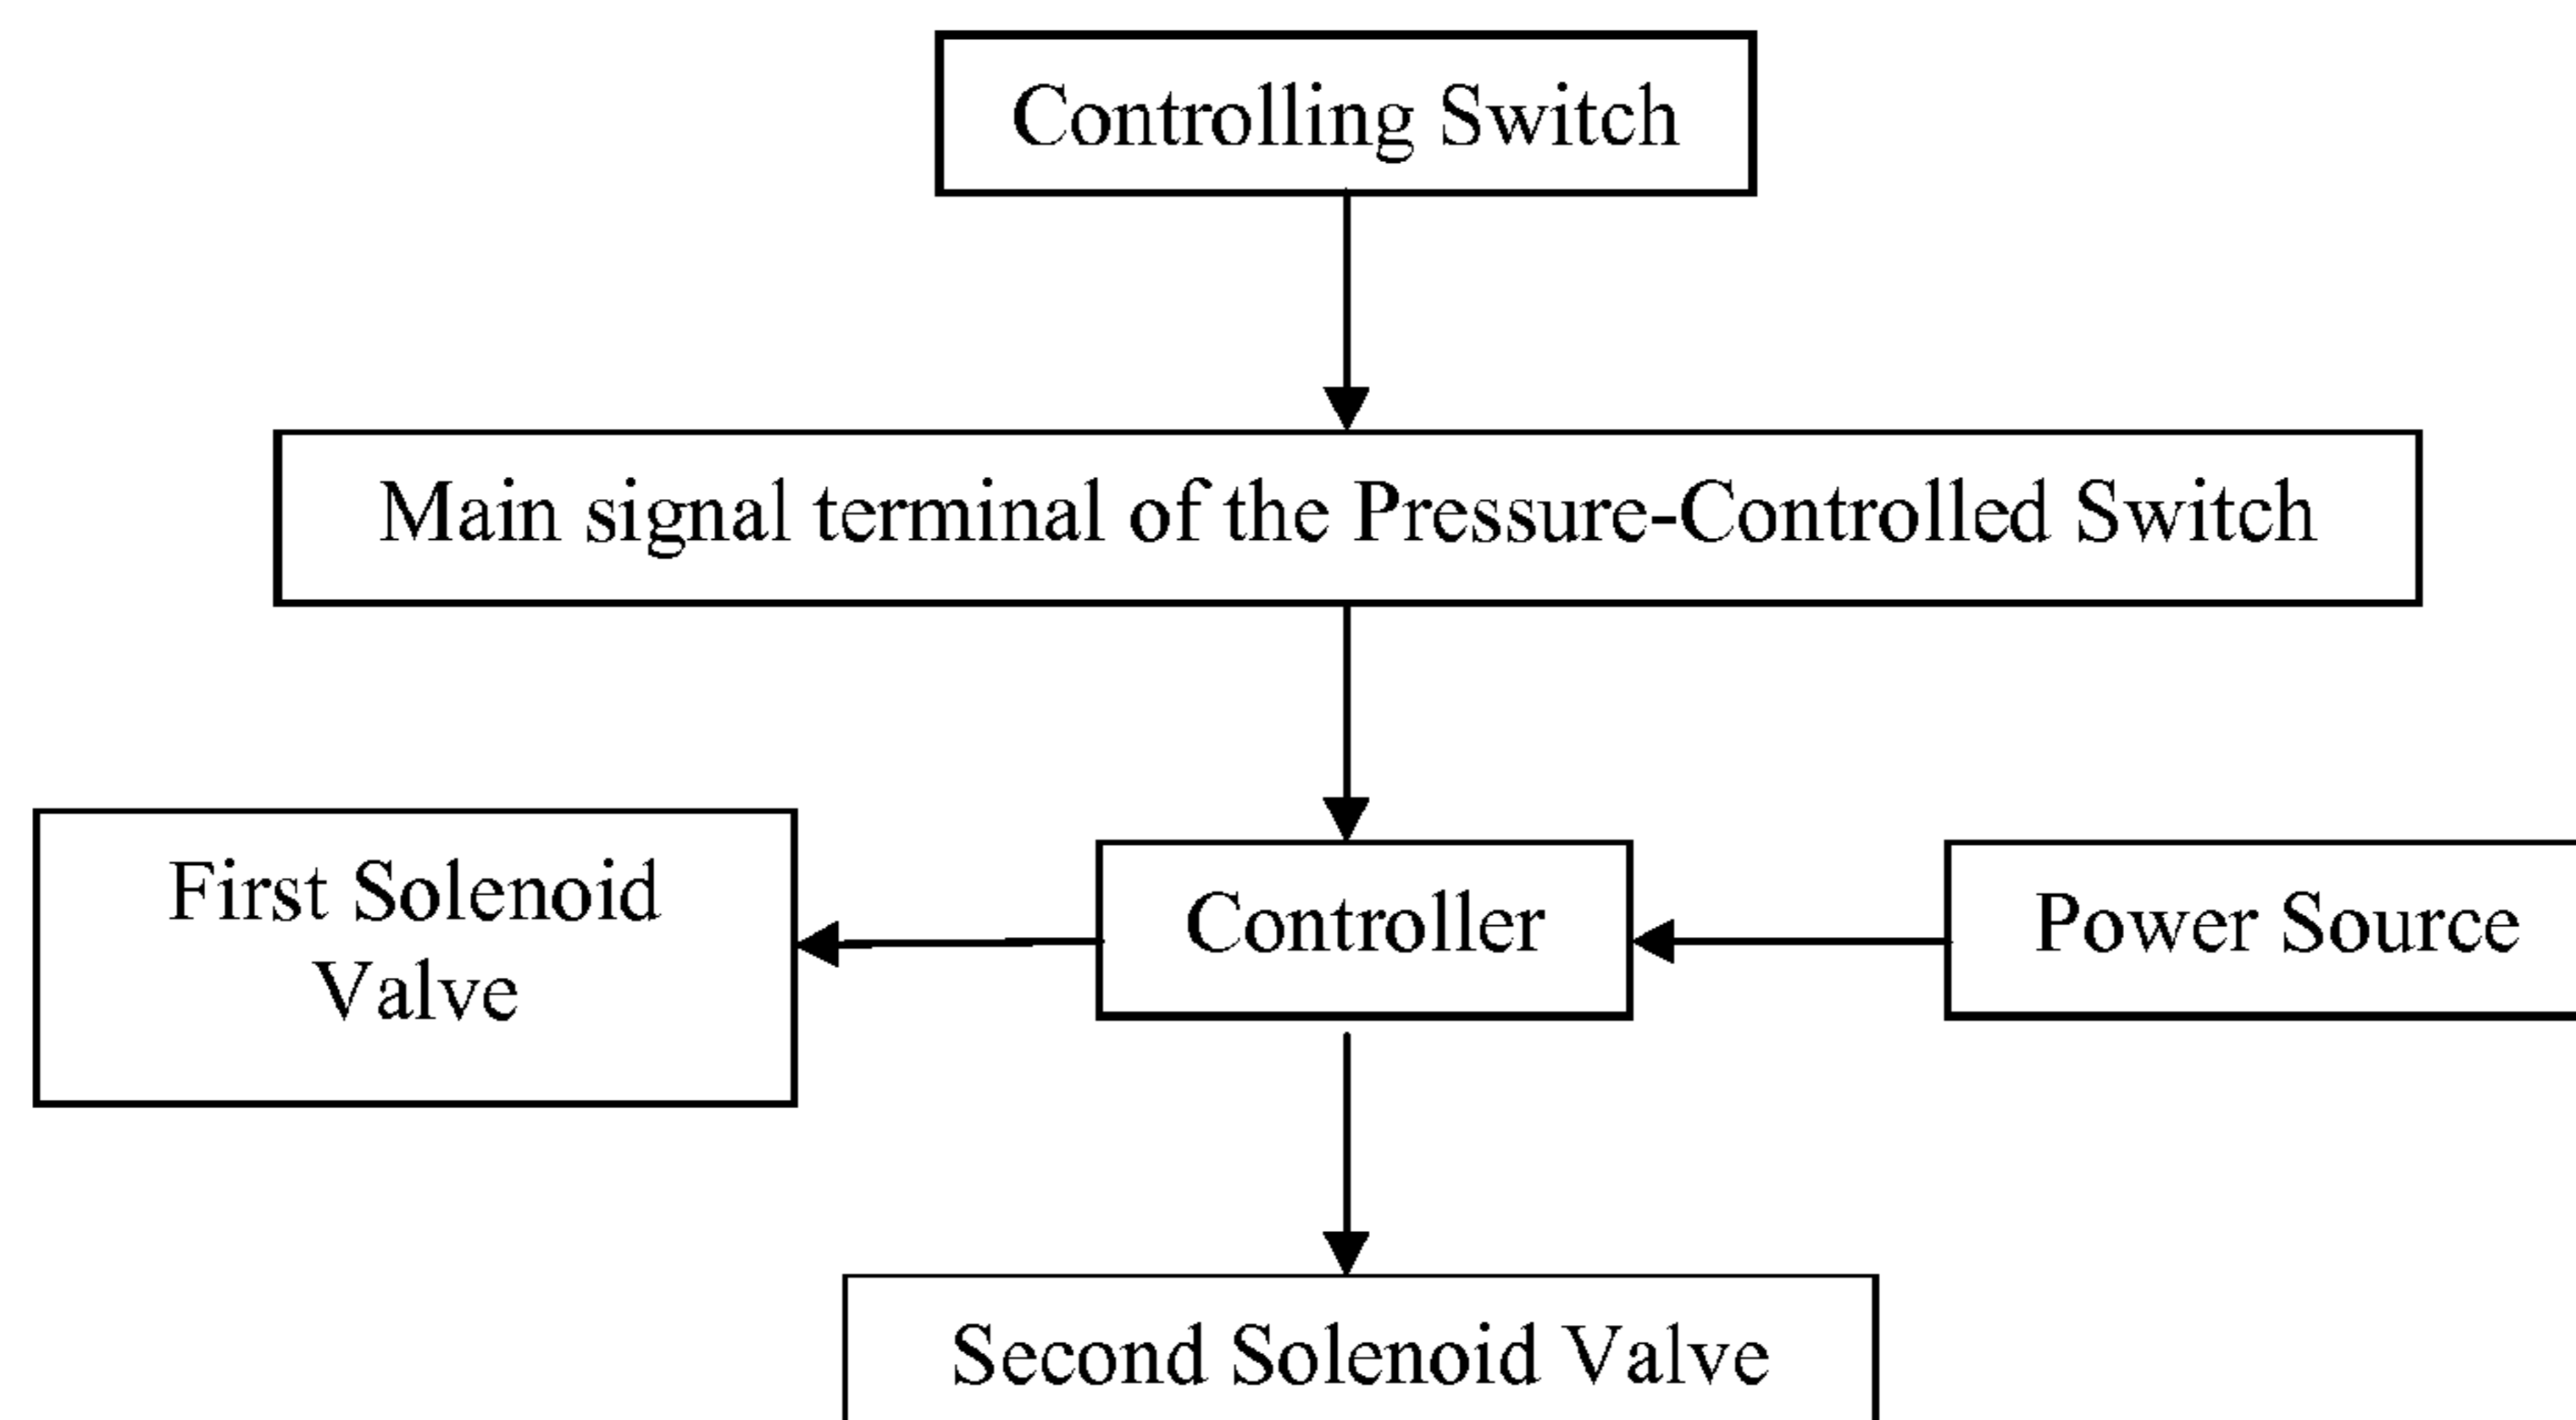 Controlling Switch
Main signal terminal of the Pressure-Controlled Switch
First Solenoid
Valve
Controller
Power Source
Second Solenoid Valve